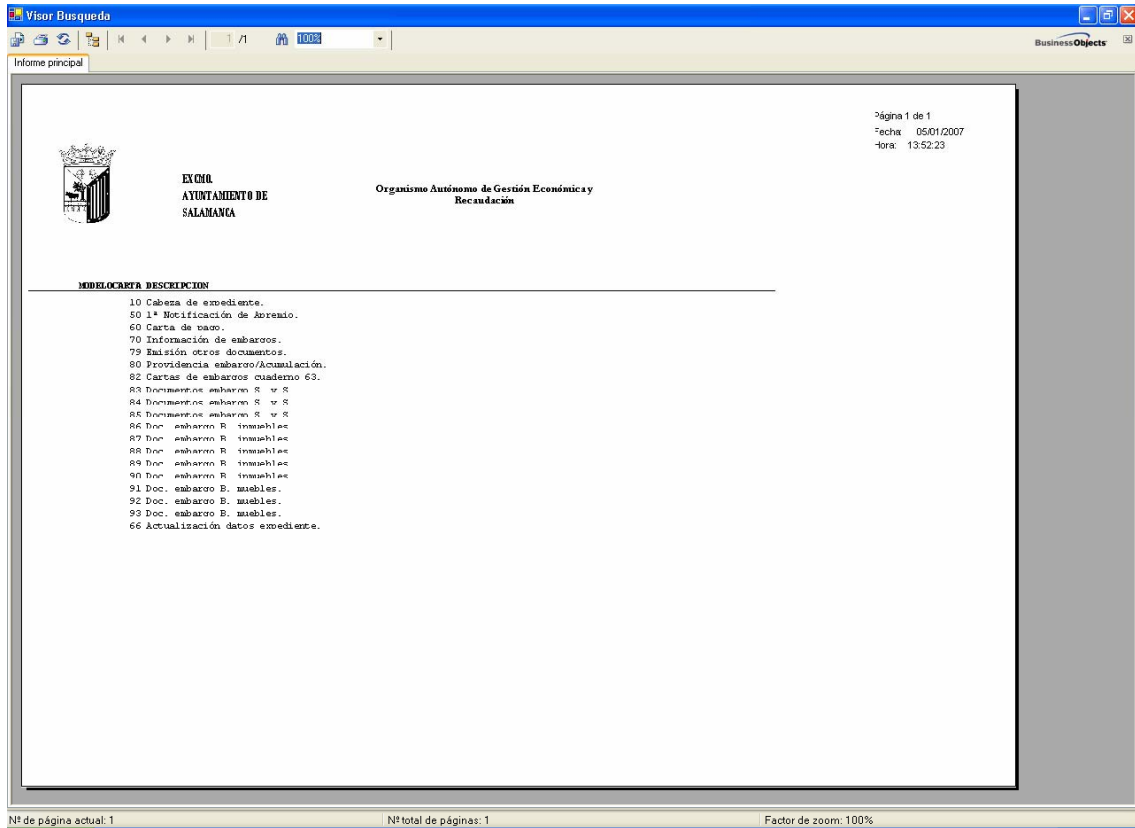 Visor Busqueda
1 /1 100%
BusinessObjects
Informe principal
Página 1 de 1
Fecha: 05/01/2007
Hora: 13:52:23
EXCMO.
AYUNTAMIENTO DE
SALAMANCA
Organismo Autónomo de Gestión Económica y
Recaudación
MODELOCARTA DESCRIPCION
10 Cabeza de expediente.
50 1ª Notificación de Apremio.
60 Carta de pago.
70 Información de embargos.
79 Emisión otros documentos.
80 Providencia embargo/Acumulación.
82 Cartas de embargos cuaderno 63.
83 Documentos embargo S. y S.
84 Documentos embargo S. y S.
85 Documentos embargo S. y S.
86 Doc. embargo B. inmuebles.
87 Doc. embargo B. inmuebles.
88 Doc. embargo B. inmuebles.
89 Doc. embargo B. inmuebles.
90 Doc. embargo B. inmuebles.
91 Doc. embargo B. muebles.
92 Doc. embargo B. muebles.
93 Doc. embargo B. muebles.
66 Actualización datos expediente.
Nº de página actual: 1
Nº total de páginas: 1
Factor de zoom: 100%